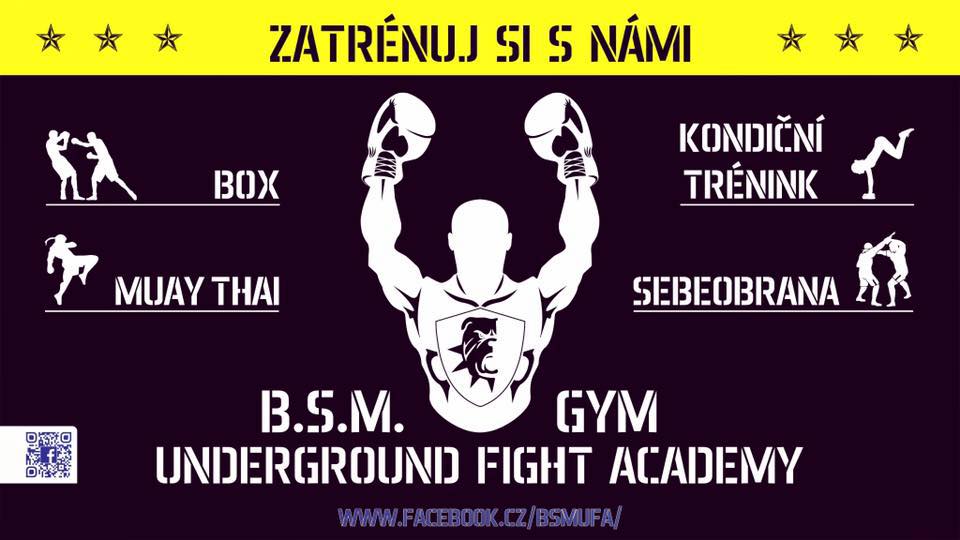 ZATRÉNUJ SI S NÁMI
BOX
MUAY THAI
KONDIČNÍ
TRÉNINK
SEBEOBRANA
B.S.M. GYM
UNDERGROUND FIGHT ACADEMY
WWW.FACEBOOK.CZ/BSMUFA/